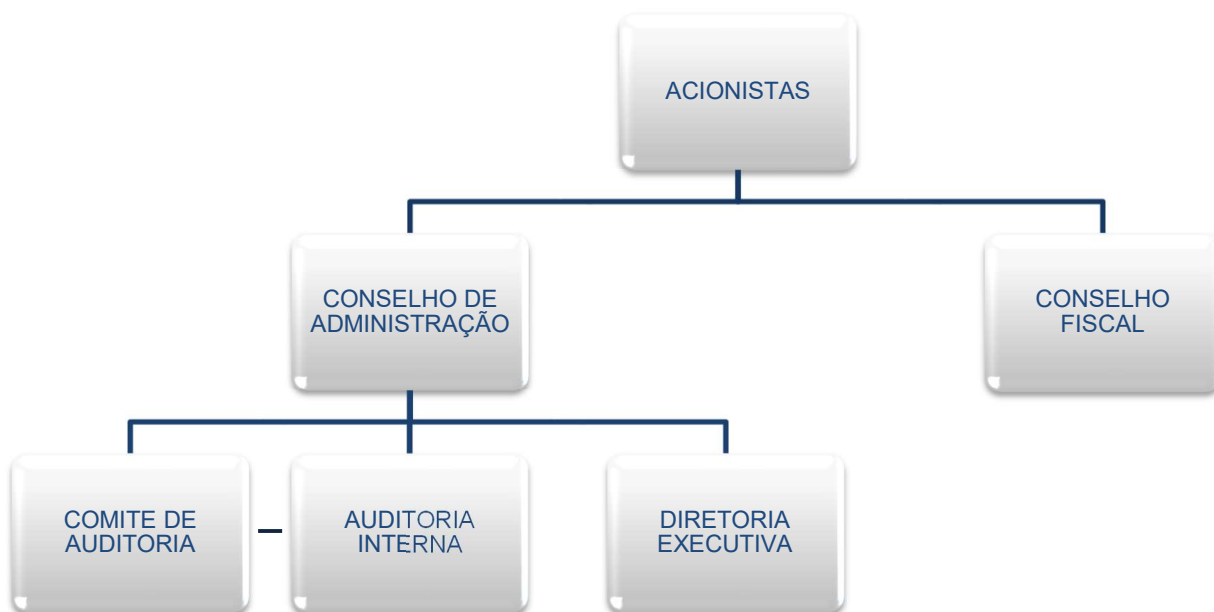 ACIONISTAS
CONSELHO DE
ADMINISTRAÇÃO
CONSELHO
FISCAL
COMITE DE
AUDITORIA
AUDITORIA
INTERNA
DIRETORIA
EXECUTIVA